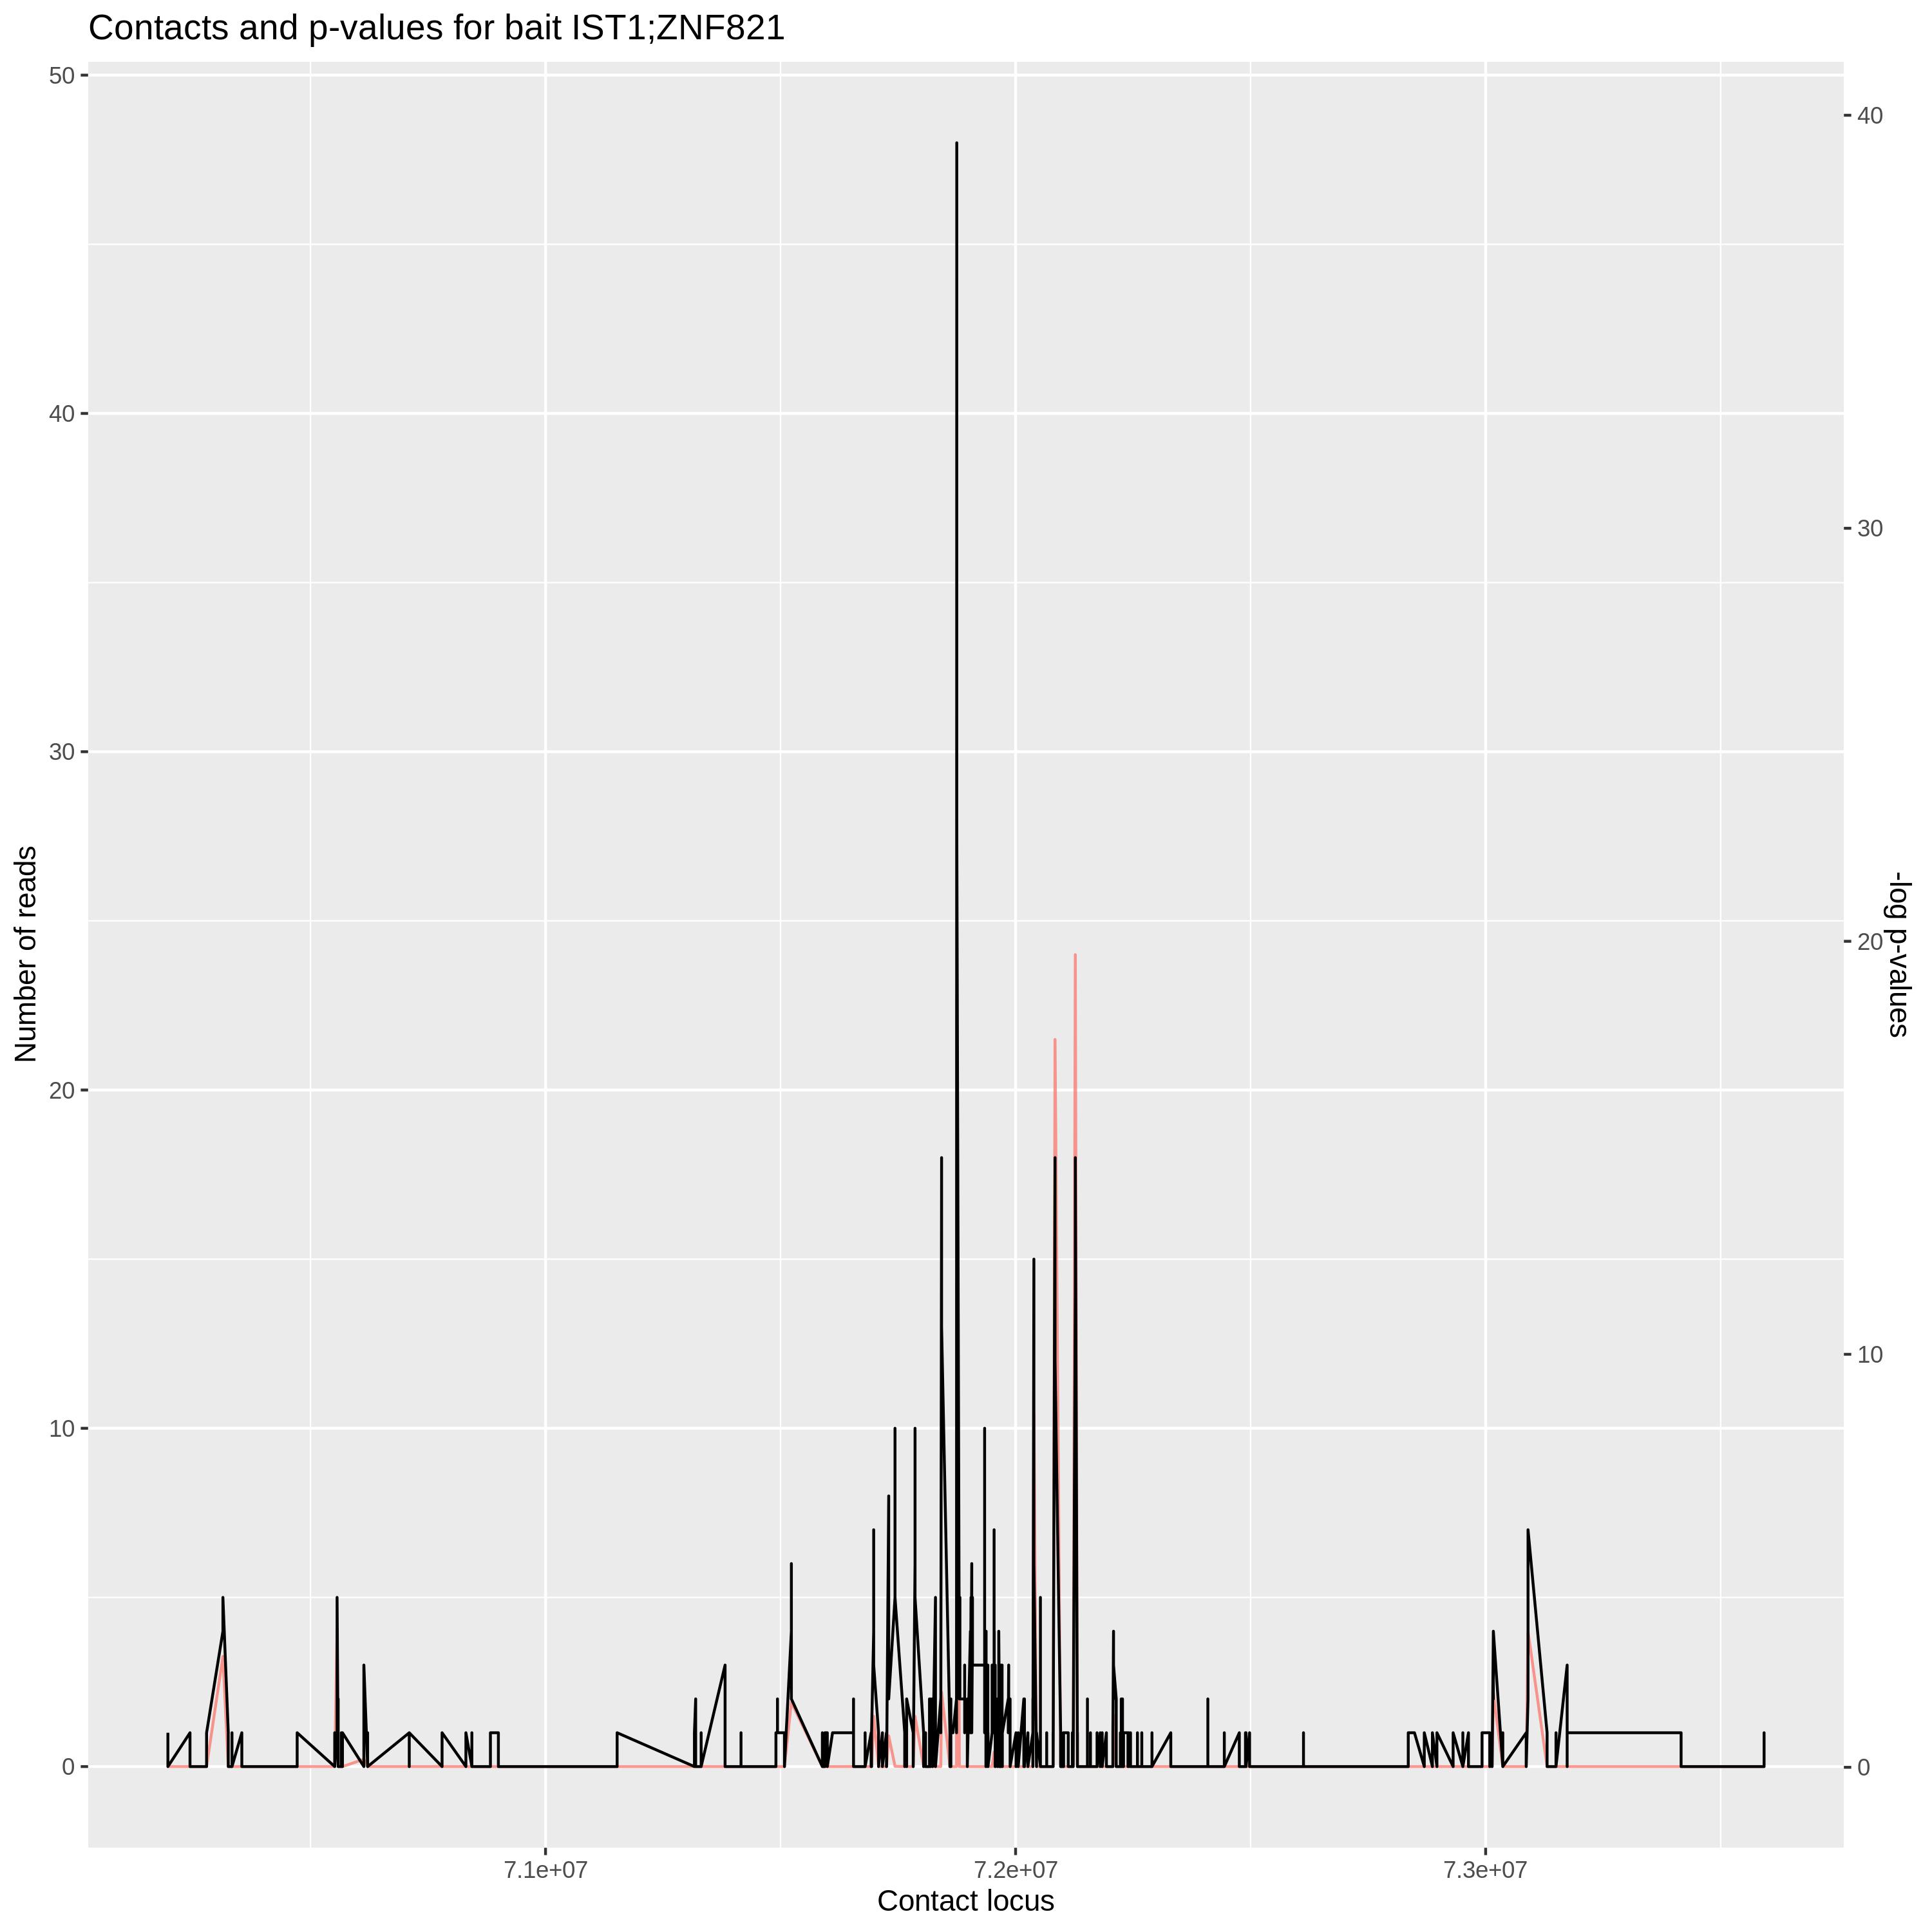 Contacts and p-values for bait IST1;ZNF821
50
40
30
20
10
0
Number of reads
40
30
20
10
0
-log p-values
7.1e+07 7.2e+07 7.3e+07
Contact locus